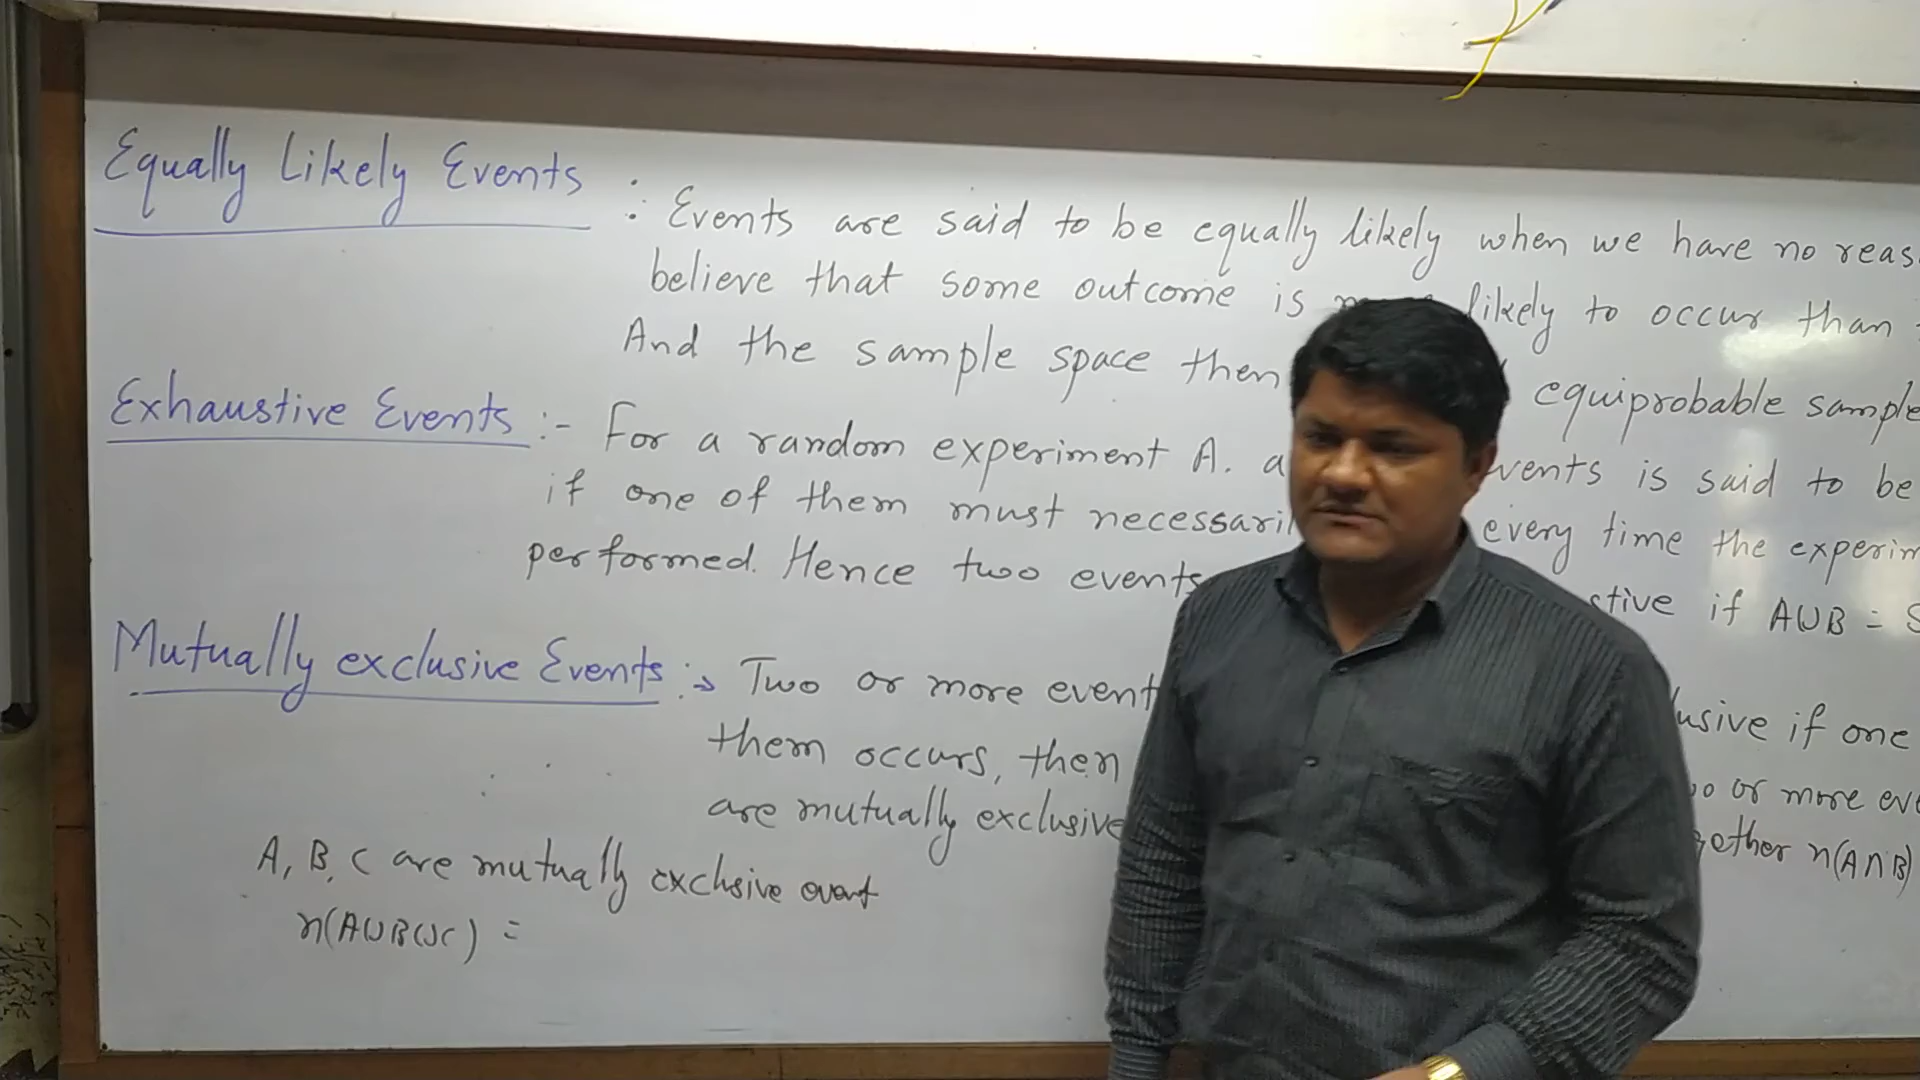 Equally Likely Events : Events are said to be equally likely when we have no
believe that some outcome is likely to occur than
And the sample space then equiprobable sample
Exhaustive Events :- For a random experiment A. a events is said to be
if one of them must necessaril every time the experim
performed. Hence two events stive if A∪B = S
Mutually exclusive Events :→ Two or more event lusive if one
them occurs, then or more eve
are mutually exclusive gether n(A∩B)
A, B, C are mutually exclusive event
n(A∪B∪C) =